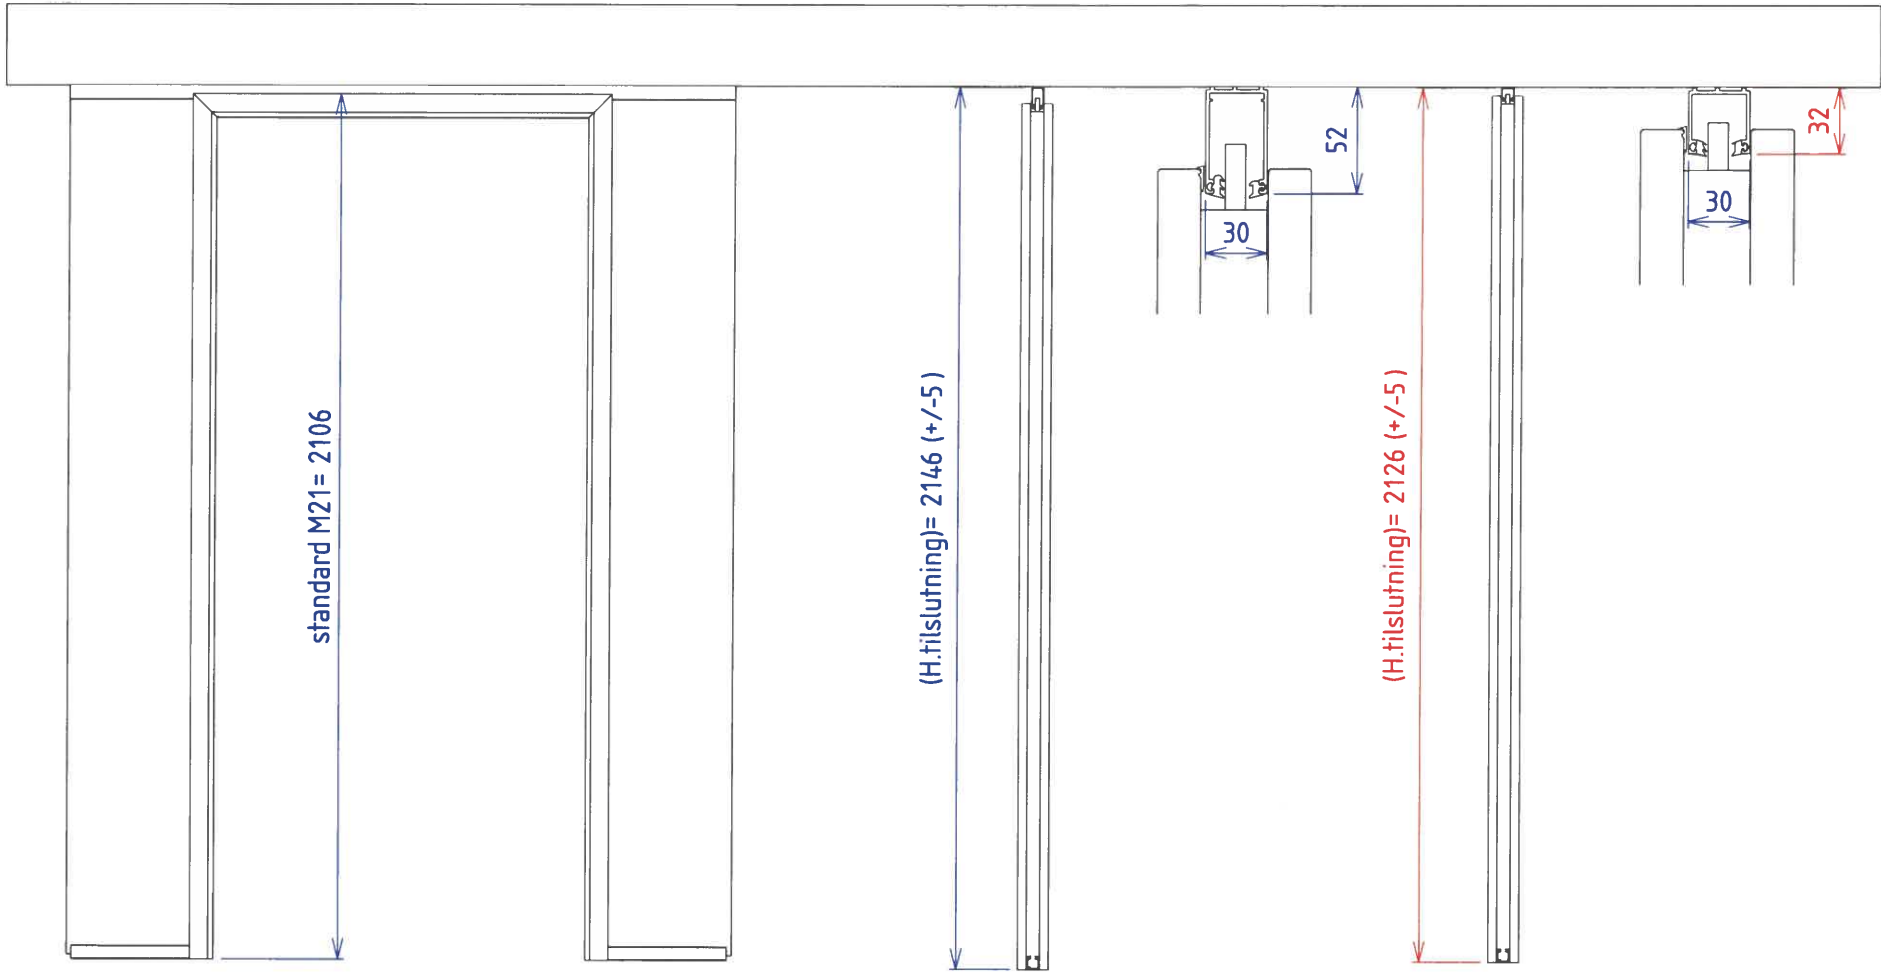 standard M21= 2106
(H.tilslutning)= 2146 (+/-5)
52
30
(H.tilslutning)= 2126 (+/-5)
32
30